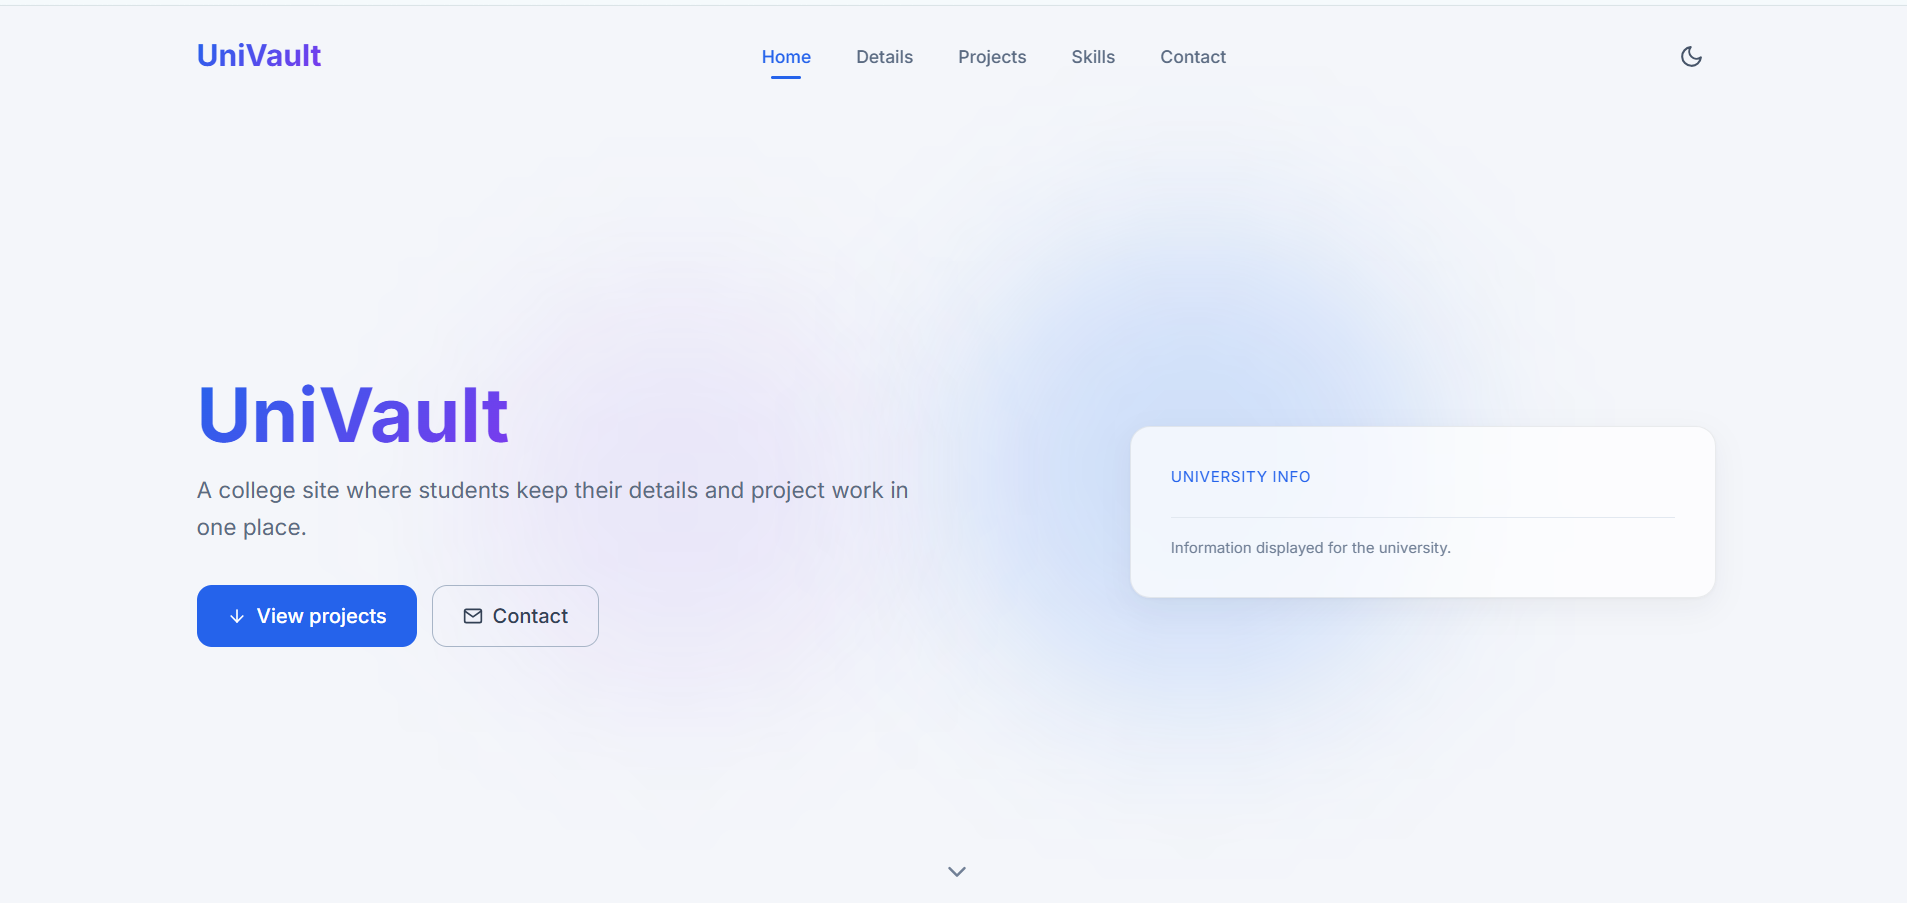 UniVault
Home
Details
Projects
Skills
Contact
UniVault
A college site where students keep their details and project work in
one place.
View projects
Contact
UNIVERSITY INFO
Information displayed for the university.